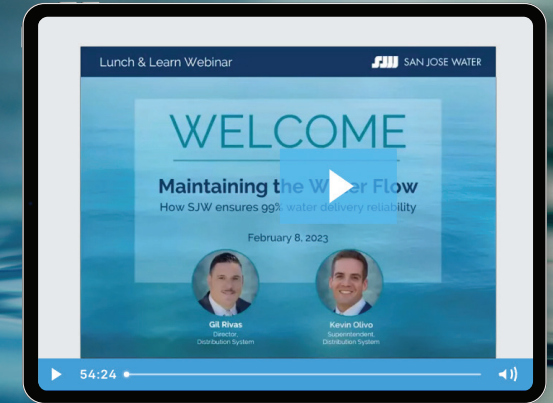 Lunch & Learn Webinar
SJW SAN JOSE WATER
WELCOME
Maintaining the Water Flow
How SJW ensures 99% water delivery reliability
February 8, 2023
Gil Rivas
Director,
Distribution System
Kevin Olivo
Superintendent,
Distribution System
54:24